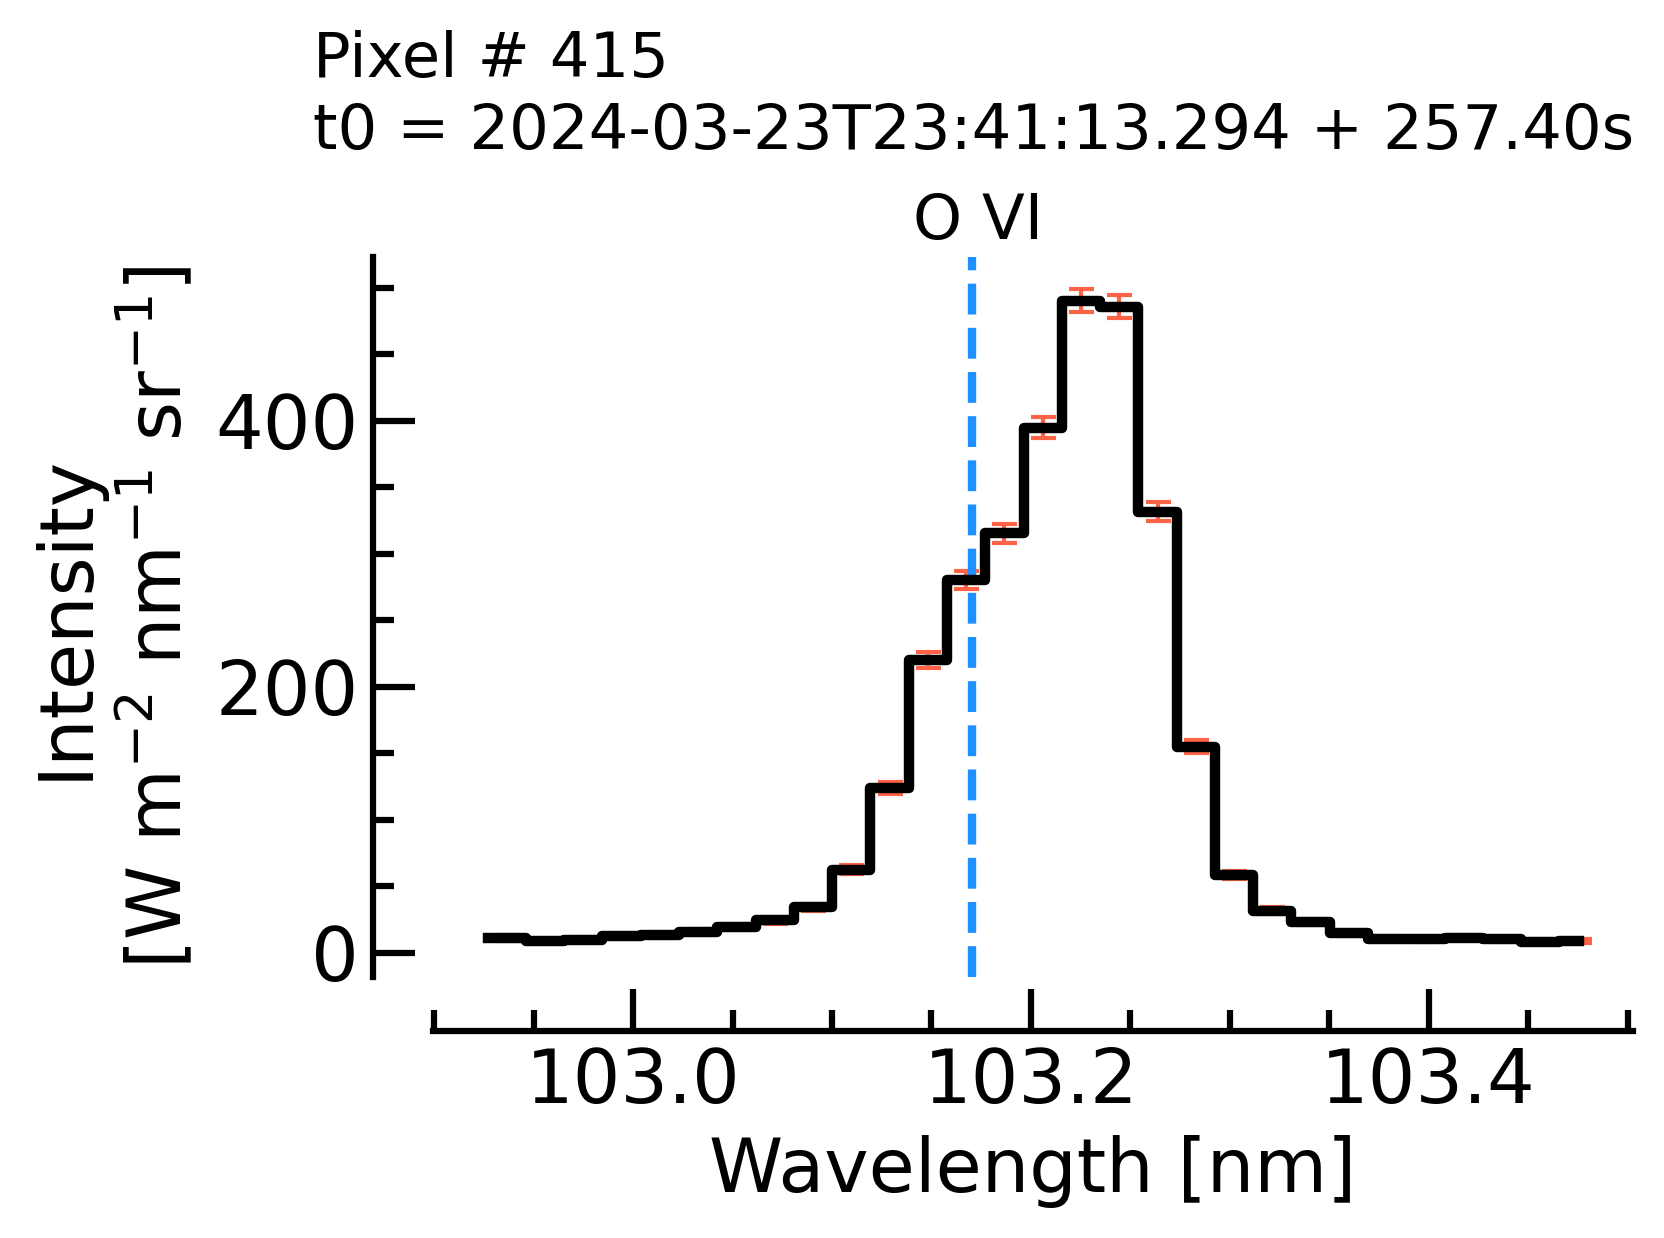 Pixel # 415
t0 = 2024-03-23T23:41:13.294 + 257.40s
O VI
Intensity
[W m⁻² nm⁻¹ sr⁻¹]
400
200
0
103.0 103.2 103.4
Wavelength [nm]